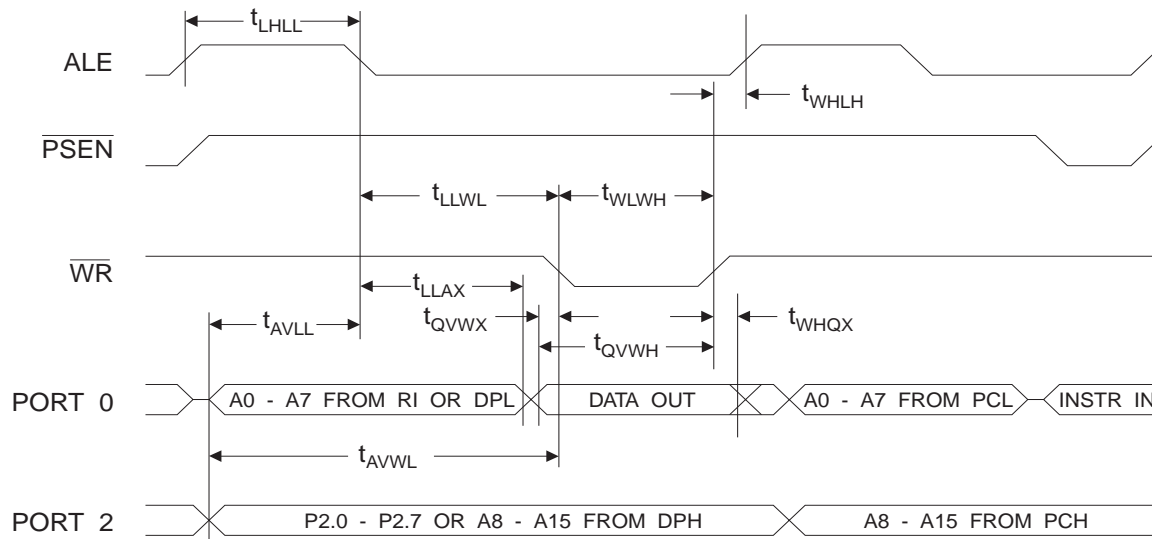 tLHLL
ALE
tWHLH
PSEN
tLLWL
tWLWH
WR
tLLAX
tQVWX
tWHQX
tAVLL
tQVWH
PORT 0
A0 - A7 FROM RI OR DPL
DATA OUT
A0 - A7 FROM PCL
INSTR IN
tAVWL
PORT 2
P2.0 - P2.7 OR A8 - A15 FROM DPH
A8 - A15 FROM PCH